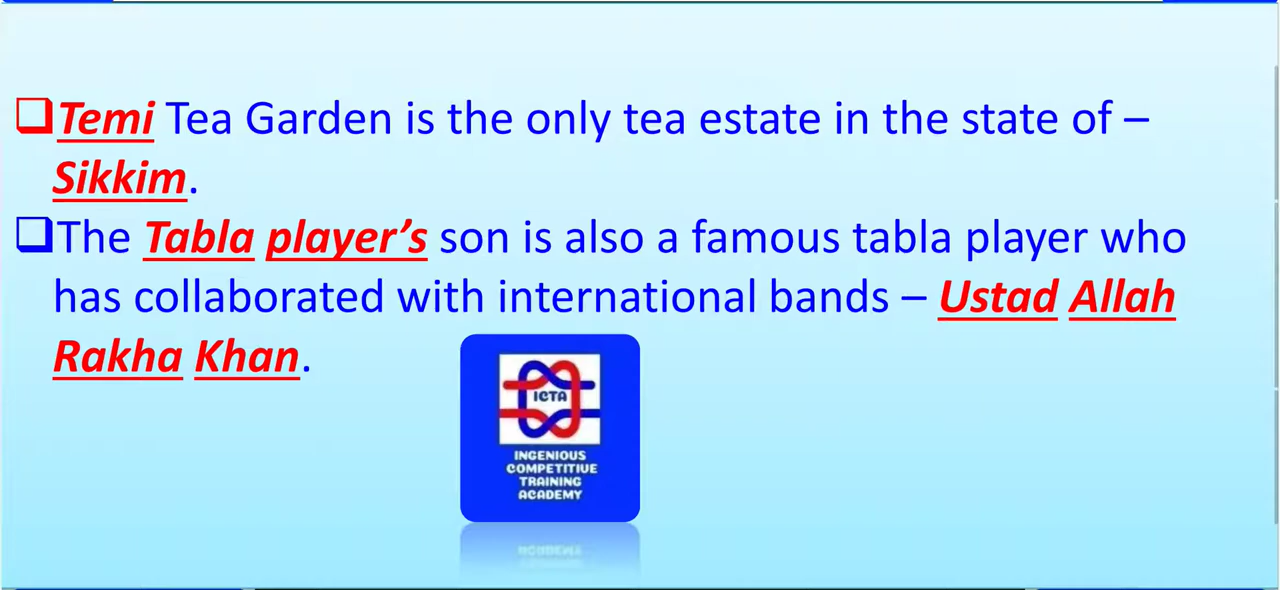 Temi Tea Garden is the only tea estate in the state of –
Sikkim.
The Tabla player’s son is also a famous tabla player who
has collaborated with international bands – Ustad Allah
Rakha Khan.
ICTA
INGENIOUS
COMPETITIVE
TRAINING
ACADEMY